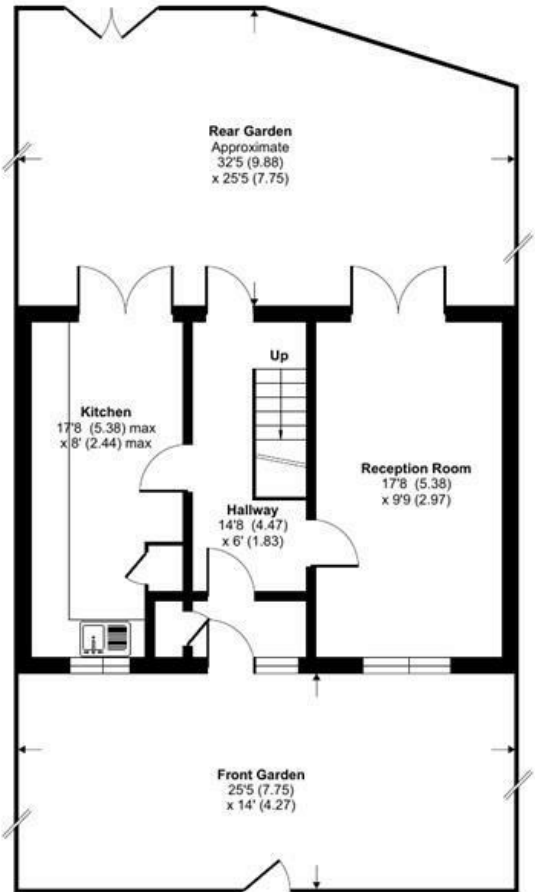 Rear Garden
Approximate
32'5 (9.88)
x 25'5 (7.75)
Up
Kitchen
17'8 (5.38) max
x 8' (2.44) max
Reception Room
17'8 (5.38)
x 9'9 (2.97)
Hallway
14'8 (4.47)
x 6' (1.83)
Front Garden
25'5 (7.75)
x 14' (4.27)